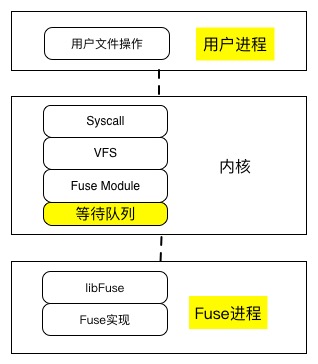 用户文件操作
用户进程
Syscall
VFS
内核
Fuse Module
等待队列
libFuse
Fuse进程
Fuse实现